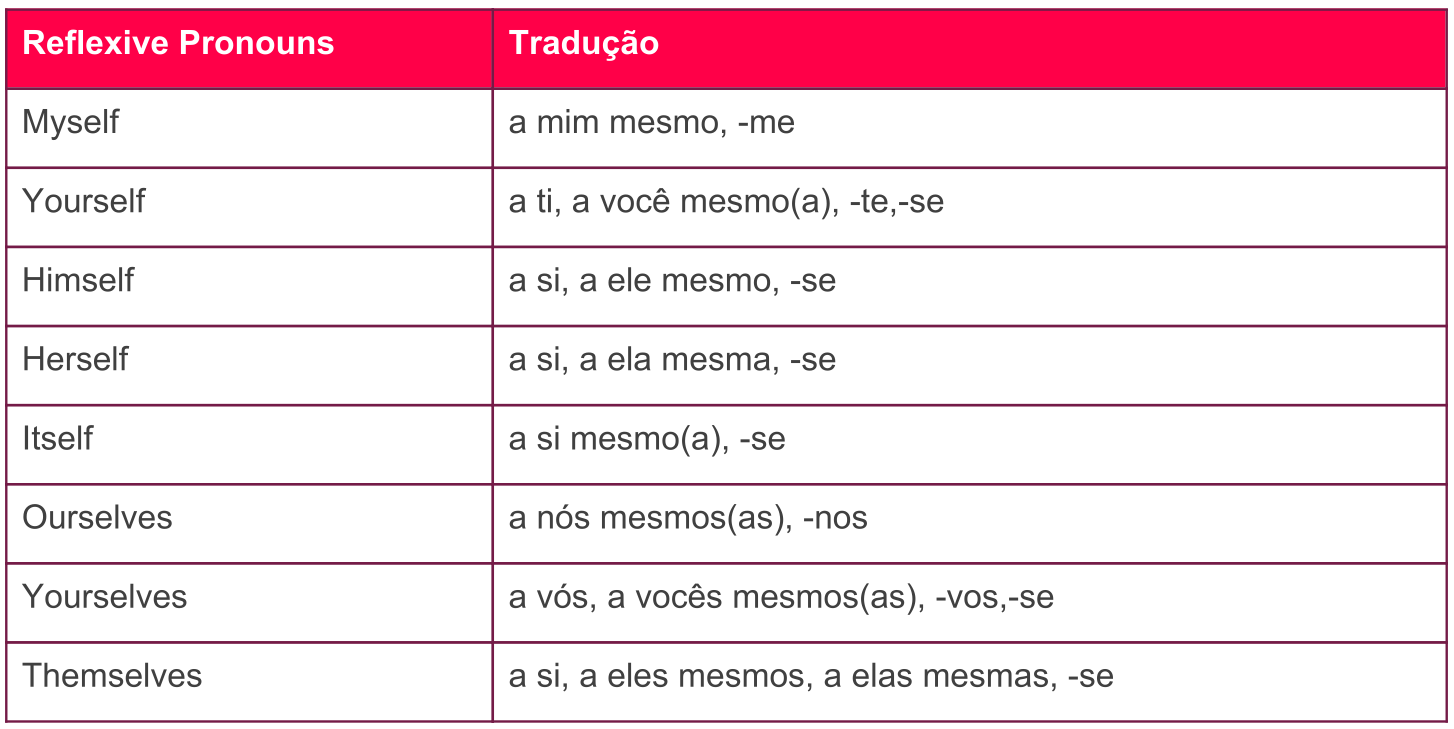 Reflexive Pronouns Tradução
Myself a mim mesmo, -me
Yourself a ti, a você mesmo(a), -te,-se
Himself a si, a ele mesmo, -se
Herself a si, a ela mesma, -se
Itself a si mesmo(a), -se
Ourselves a nós mesmos(as), -nos
Yourselves a vós, a vocês mesmos(as), -vos,-se
Themselves a si, a eles mesmos, a elas mesmas, -se